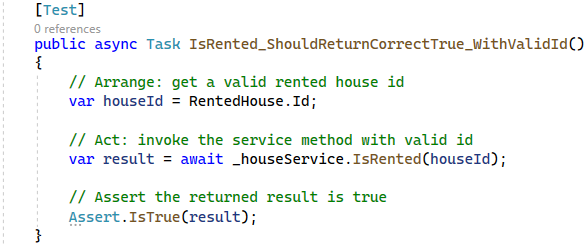 [Test]
0 references
public async Task IsRented_ShouldReturnCorrectTrue_WithValidId()
{
// Arrange: get a valid rented house id
var houseId = RentedHouse.Id;
// Act: invoke the service method with valid id
var result = await _houseService.IsRented(houseId);
// Assert the returned result is true
Assert.IsTrue(result);
}